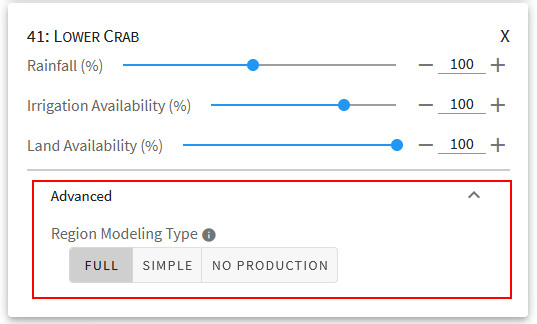 41: LOWER CRAB X
Rainfall (%) 100
Irrigation Availability (%) 100
Land Availability (%) 100
Advanced
Region Modeling Type
FULL SIMPLE NO PRODUCTION